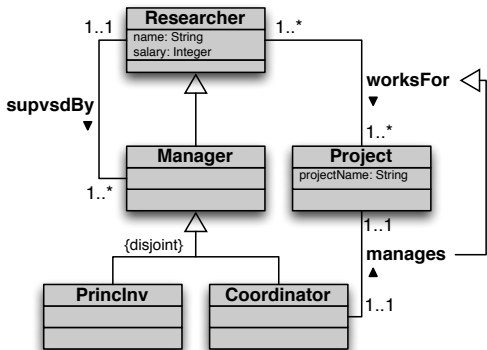 Researcher
1..1
name: String
salary: Integer
1..*
worksFor
supvsdBy
1..*
Manager
Project
projectName: String
1..*
1..1
{disjoint}
manages
PrincInv
Coordinator
1..1